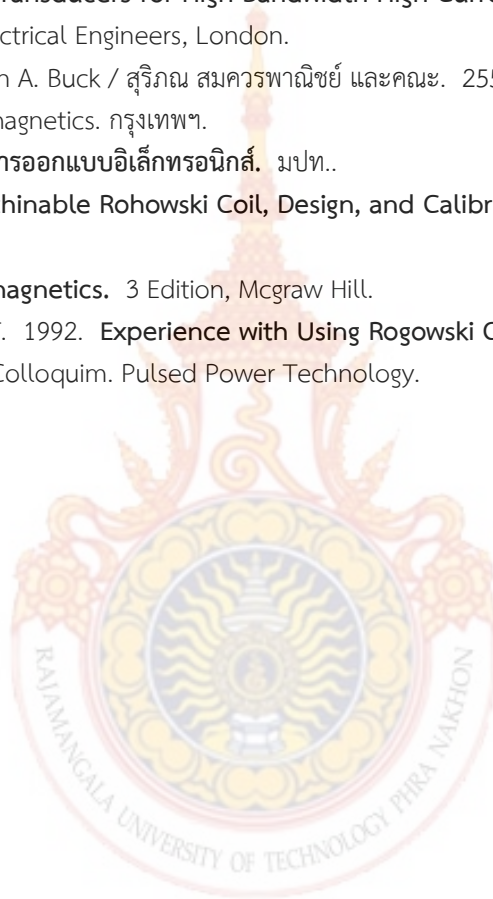 ransducers for High Bandwidth High Curre
ctrical Engineers, London.
n A. Buck / สุริภณ สมควรพาณิชย์ และคณะ. 255
nagnetics. กรุงเทพฯ.
ารออกแบบอิเล็กทรอนิกส์. มปท..
hinable Rohowski Coil, Design, and Calibr
nagnetics. 3 Edition, Mcgraw Hill.
. 1992. Experience with Using Rogowski C
Colloquim. Pulsed Power Technology.
RAJAMANGALA UNIVERSITY OF TECHNOLOGY PHRA NAKHON